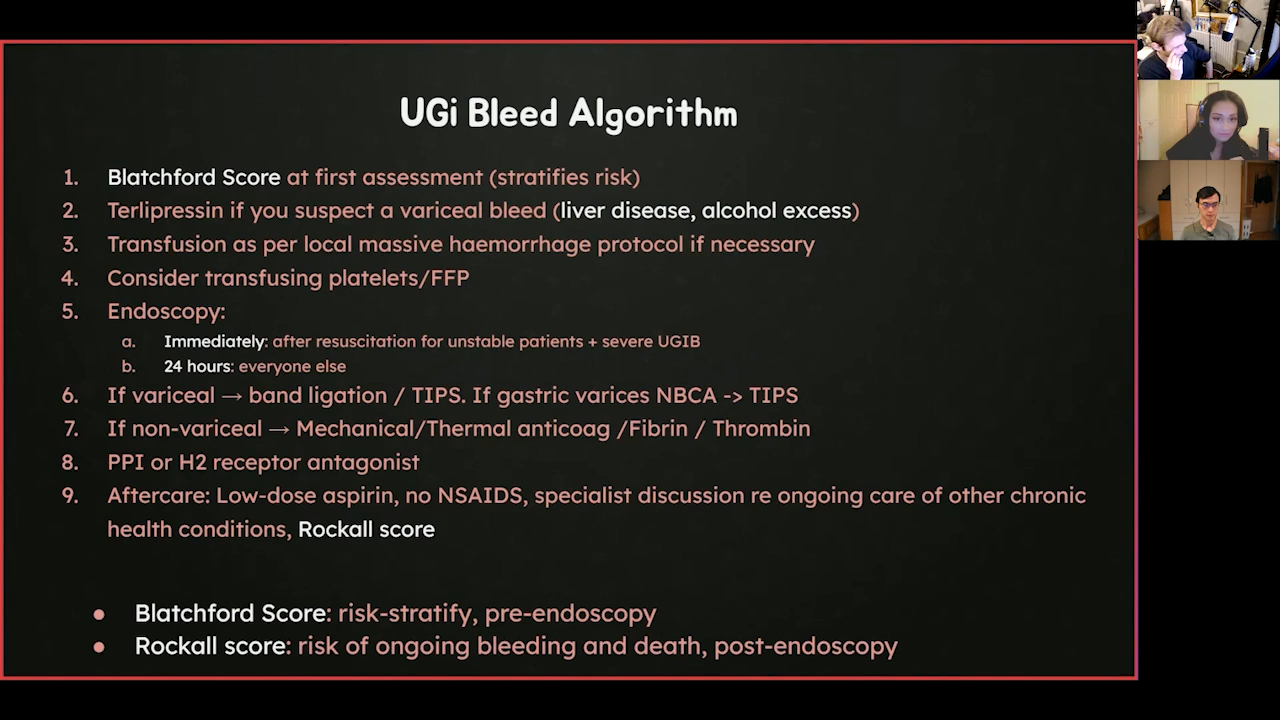 UGi Bleed Algorithm
1. Blatchford Score at first assessment (stratifies risk)
2. Terlipressin if you suspect a variceal bleed (liver disease, alcohol excess)
3. Transfusion as per local massive haemorrhage protocol if necessary
4. Consider transfusing platelets/FFP
5. Endoscopy:
a. Immediately: after resuscitation for unstable patients + severe UGIB
b. 24 hours: everyone else
6. If variceal → band ligation / TIPS. If gastric varices NBCA -> TIPS
7. If non-variceal → Mechanical/Thermal anticoag /Fibrin / Thrombin
8. PPI or H2 receptor antagonist
9. Aftercare: Low-dose aspirin, no NSAIDS, specialist discussion re ongoing care of other chronic
health conditions, Rockall score
● Blatchford Score: risk-stratify, pre-endoscopy
● Rockall score: risk of ongoing bleeding and death, post-endoscopy